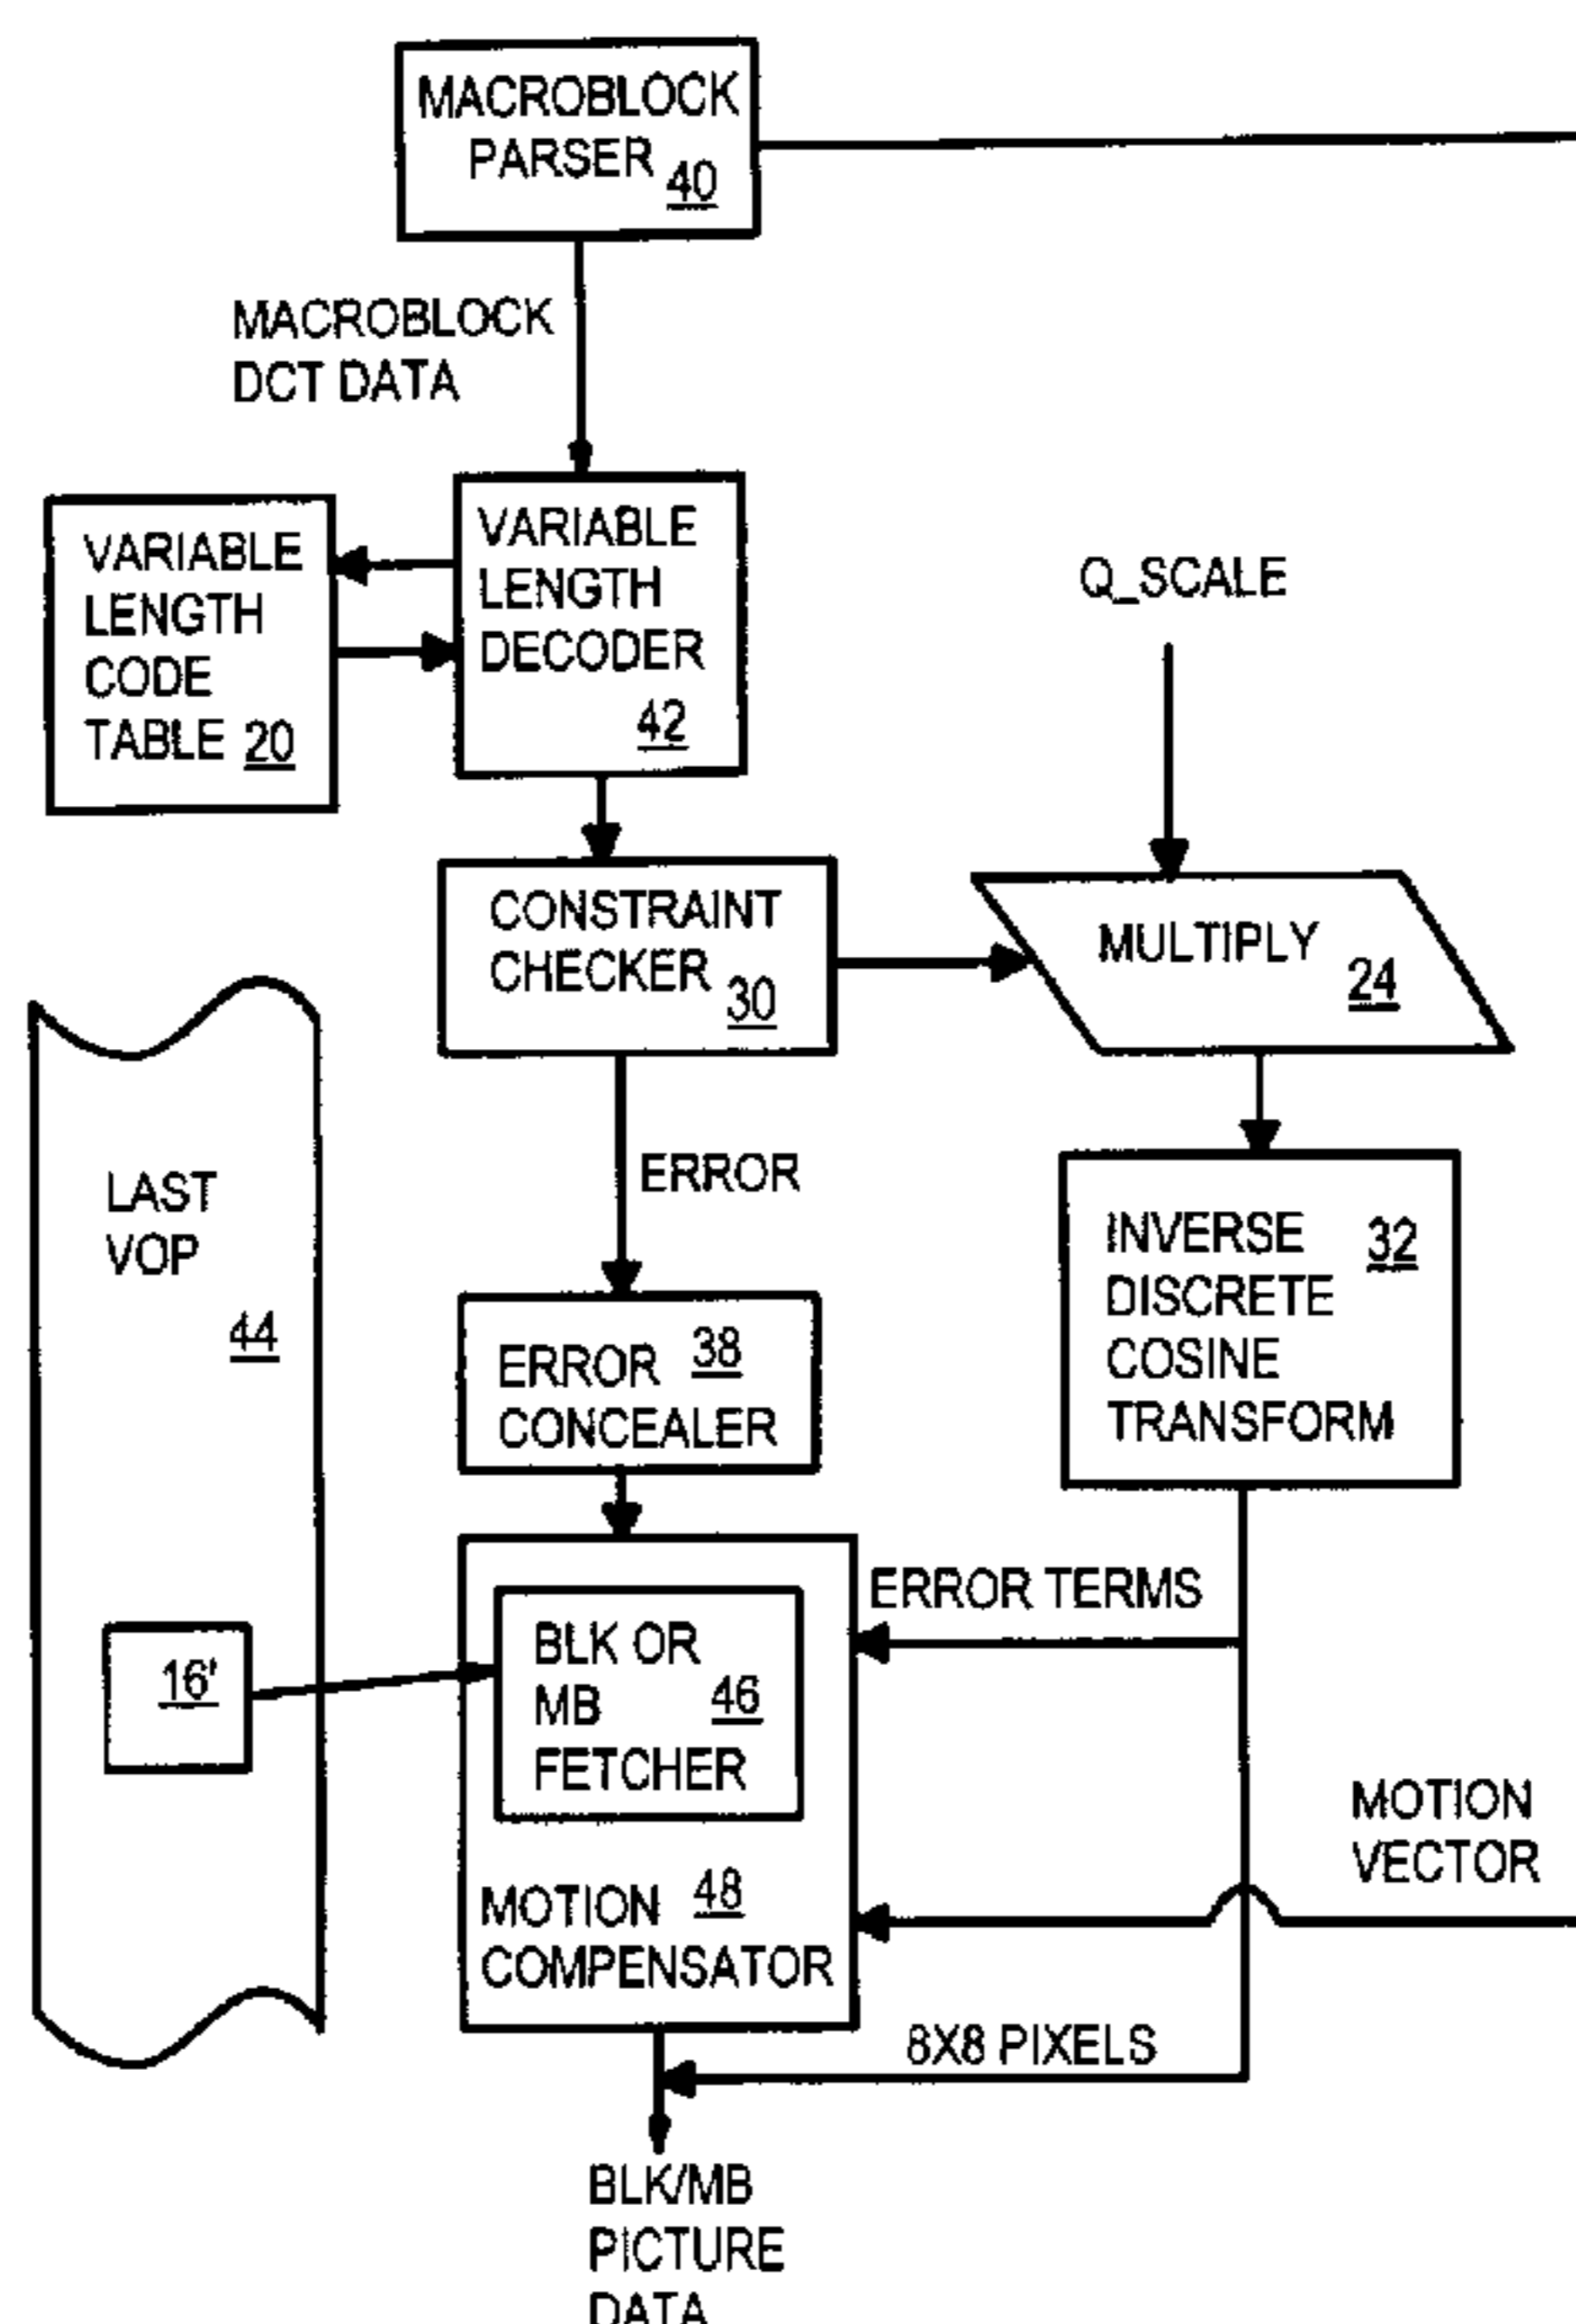 MACROBLOCK
PARSER 40
MACROBLOCK
DCT DATA
VARIABLE
LENGTH
CODE
TABLE 20
VARIABLE
LENGTH
DECODER
42
Q_SCALE
CONSTRAINT
CHECKER 30
MULTIPLY
24
LAST
VOP
44
ERROR
INVERSE 32
DISCRETE
COSINE
TRANSFORM
ERROR 38
CONCEALER
ERROR TERMS
16'
BLK OR
MB 46
FETCHER
MOTION
VECTOR
MOTION 48
COMPENSATOR
8X8 PIXELS
BLK/MB
PICTURE
DATA